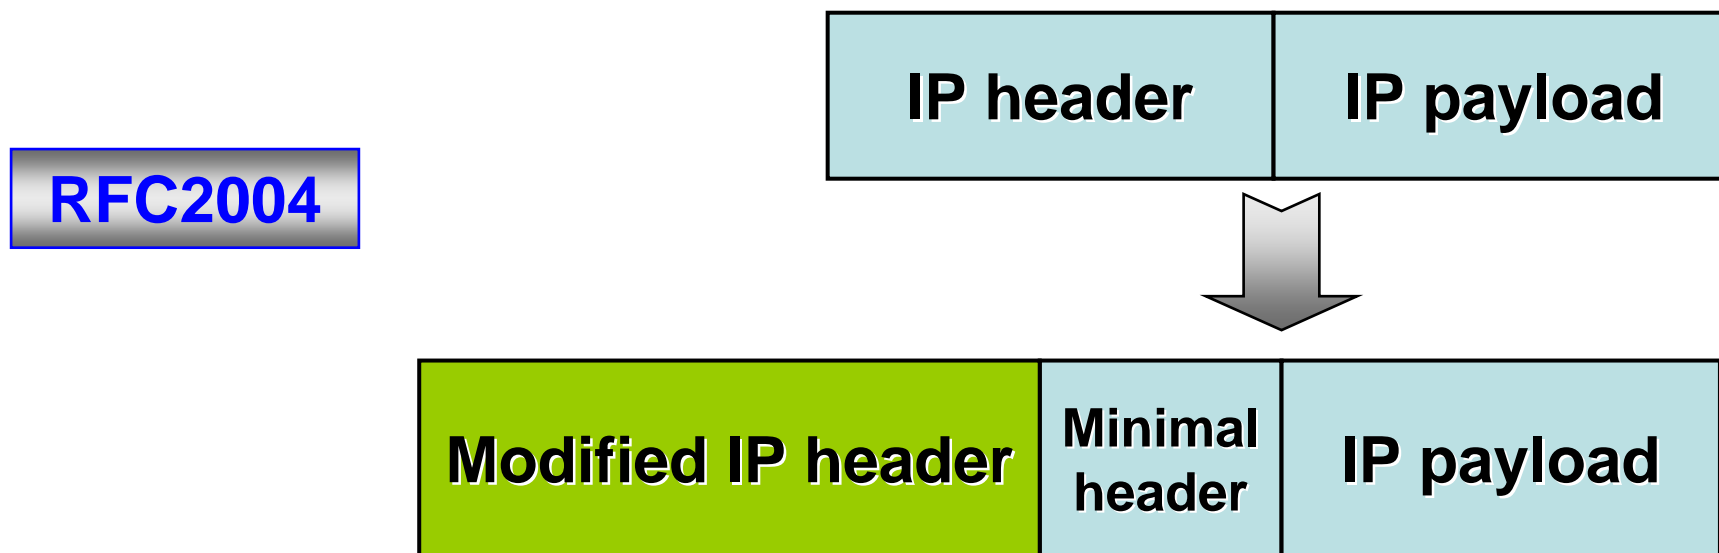 IP header
IP payload
RFC2004
Modified IP header
Minimal
header
IP payload